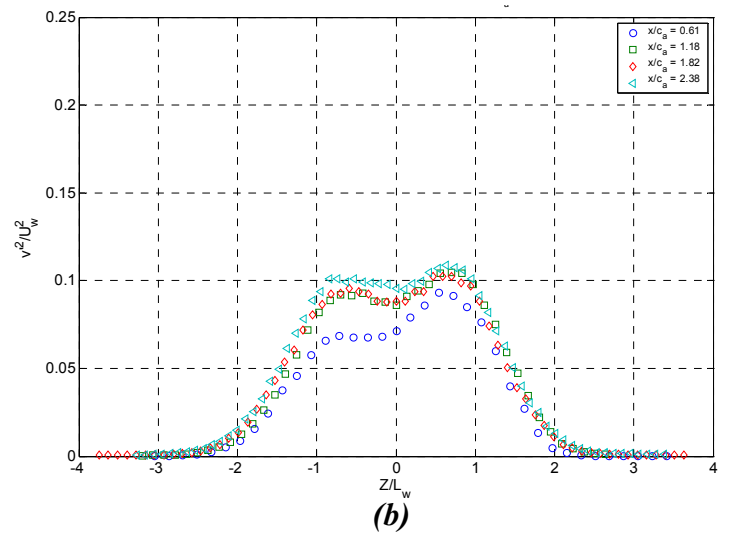 0.25
0.2
0.15
0.1
0.05
0
v'²/U²w
-4 -3 -2 -1 0 1 2 3 4
Z/Lw
x/ca = 0.61
x/ca = 1.18
x/ca = 1.82
x/ca = 2.38
(b)